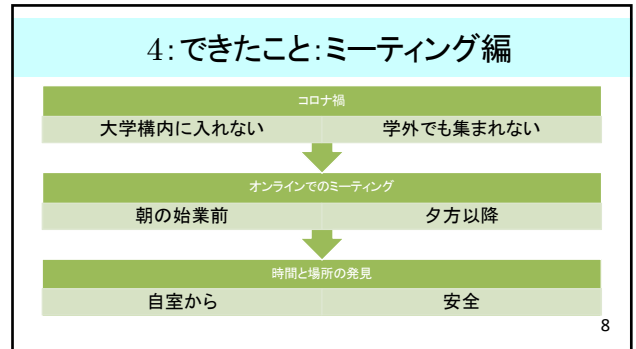 4:できたこと:ミーティング編
コロナ禍
大学構内に入れない 学外でも集まれない
オンラインでのミーティング
朝の始業前 夕方以降
時間と場所の発見
自室から 安全
8